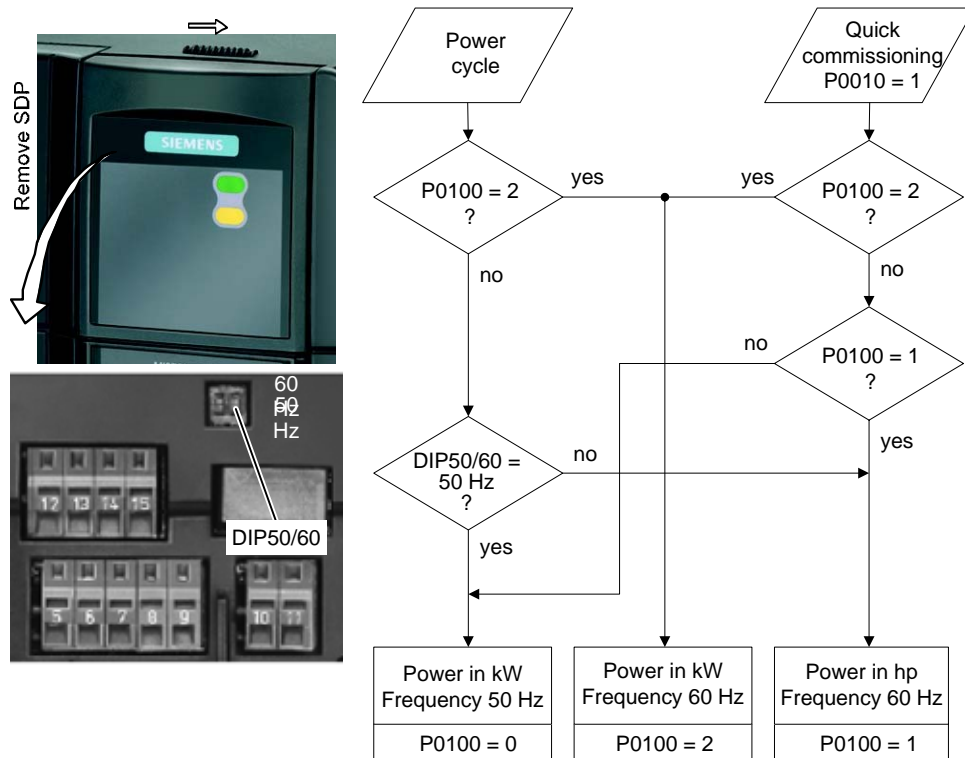 Remove SDP
SIEMENS
60
50
Hz
Hz
12 13 14 15
DIP50/60
5 6 7 8 9
10 11
Power
cycle
Quick
commissioning
P0010 = 1
P0100 = 2
?
yes
yes
P0100 = 2
?
no
no
no
P0100 = 1
?
yes
DIP50/60 =
50 Hz
?
no
yes
Power in kW
Frequency 50 Hz
P0100 = 0
Power in kW
Frequency 60 Hz
P0100 = 2
Power in hp
Frequency 60 Hz
P0100 = 1